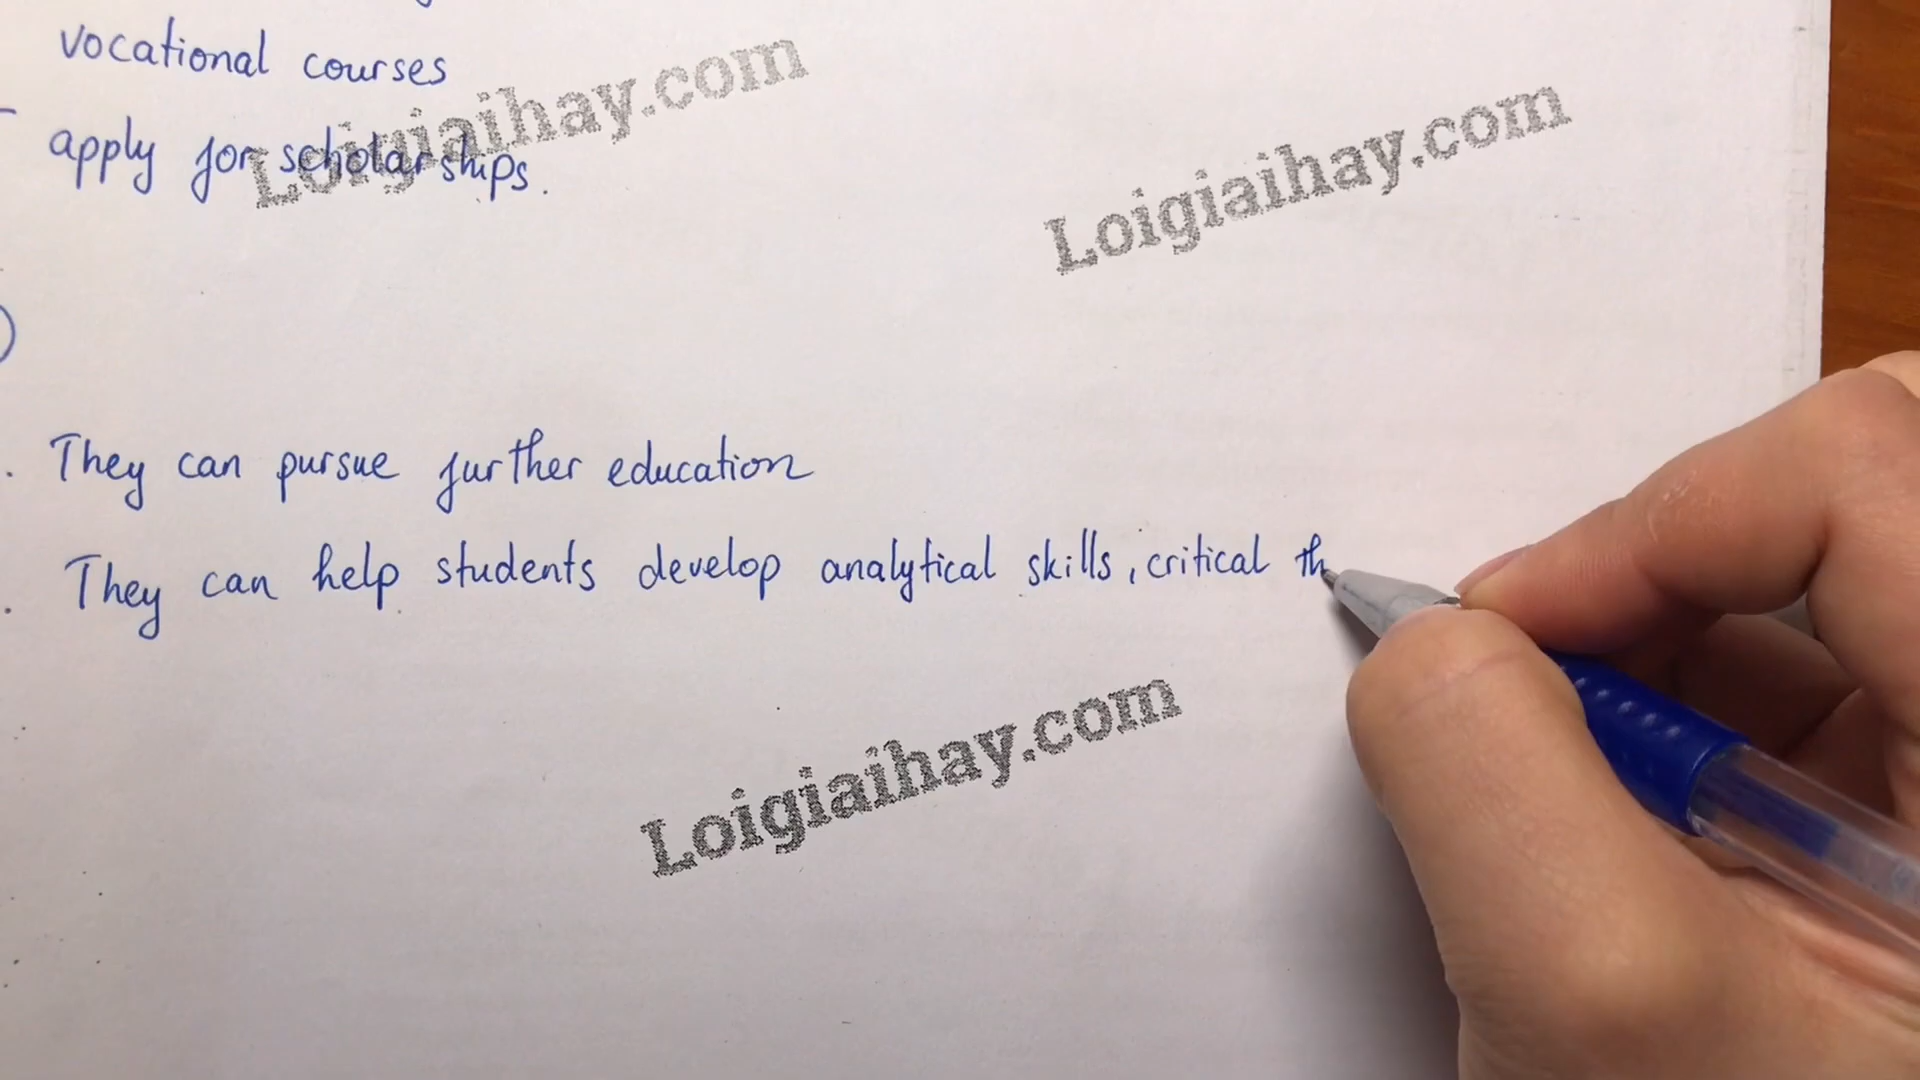 vocational courses
Loigiaihay.com
apply for scholarships.
Loigiaihay.com
They can pursue further education
They can help students develop analytical skills, critical th
Loigiaihay.com